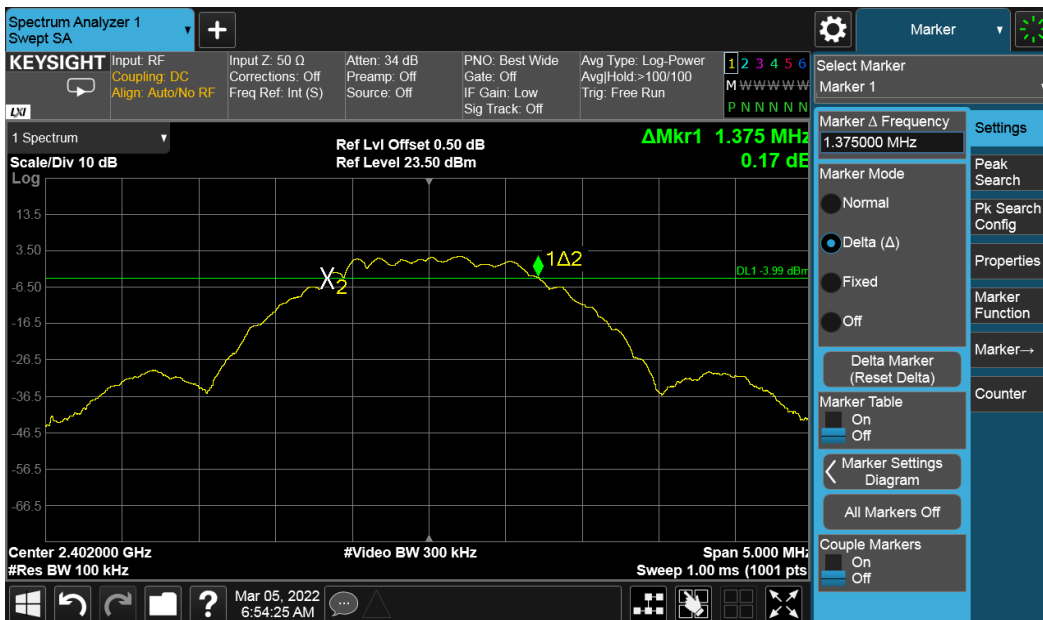 Spectrum Analyzer 1
Swept SA
+
Marker
KEYSIGHT
LXI
Input: RF
Coupling: DC
Align: Auto/No RF
Input Z: 50 Ω
Corrections: Off
Freq Ref: Int (S)
Atten: 34 dB
Preamp: Off
Source: Off
PNO: Best Wide
Gate: Off
IF Gain: Low
Sig Track: Off
Avg Type: Log-Power
Avg|Hold:>100/100
Trig: Free Run
1 2 3 4 5 6
M W W W W W
P N N N N N
Select Marker
Marker 1
1 Spectrum
Scale/Div 10 dB
Log
Ref Lvl Offset 0.50 dB
Ref Level 23.50 dBm
ΔMkr1 1.375 MHz
0.17 dB
13.5
3.50
-6.50
-16.5
-26.5
-36.5
-46.5
-56.5
-66.5
X2
1Δ2
DL1 -3.99 dBm
Center 2.402000 GHz
#Res BW 100 kHz
#Video BW 300 kHz
Span 5.000 MHz
Sweep 1.00 ms (1001 pts
Marker Δ Frequency
1.375000 MHz
Marker Mode
Normal
Delta (Δ)
Fixed
Off
Delta Marker
(Reset Delta)
Marker Table
On
Off
Marker Settings
Diagram
All Markers Off
Couple Markers
On
Off
Settings
Peak
Search
Pk Search
Config
Properties
Marker
Function
Marker→
Counter
?
Mar 05, 2022
6:54:25 AM